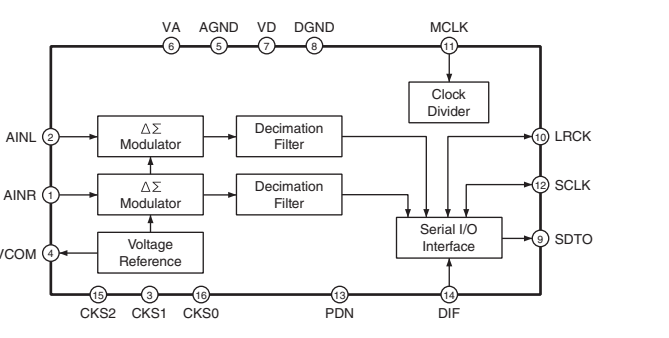 VA AGND VD DGND MCLK
6 5 7 8 11
Clock
Divider
AINL 2 ΔΣ
Modulator
Decimation
Filter
10 LRCK
AINR 1 ΔΣ
Modulator
Decimation
Filter
12 SCLK
VCOM 4 Voltage
Reference
Serial I/O
Interface
9 SDTO
15 3 16 13 14
CKS2 CKS1 CKS0 PDN DIF